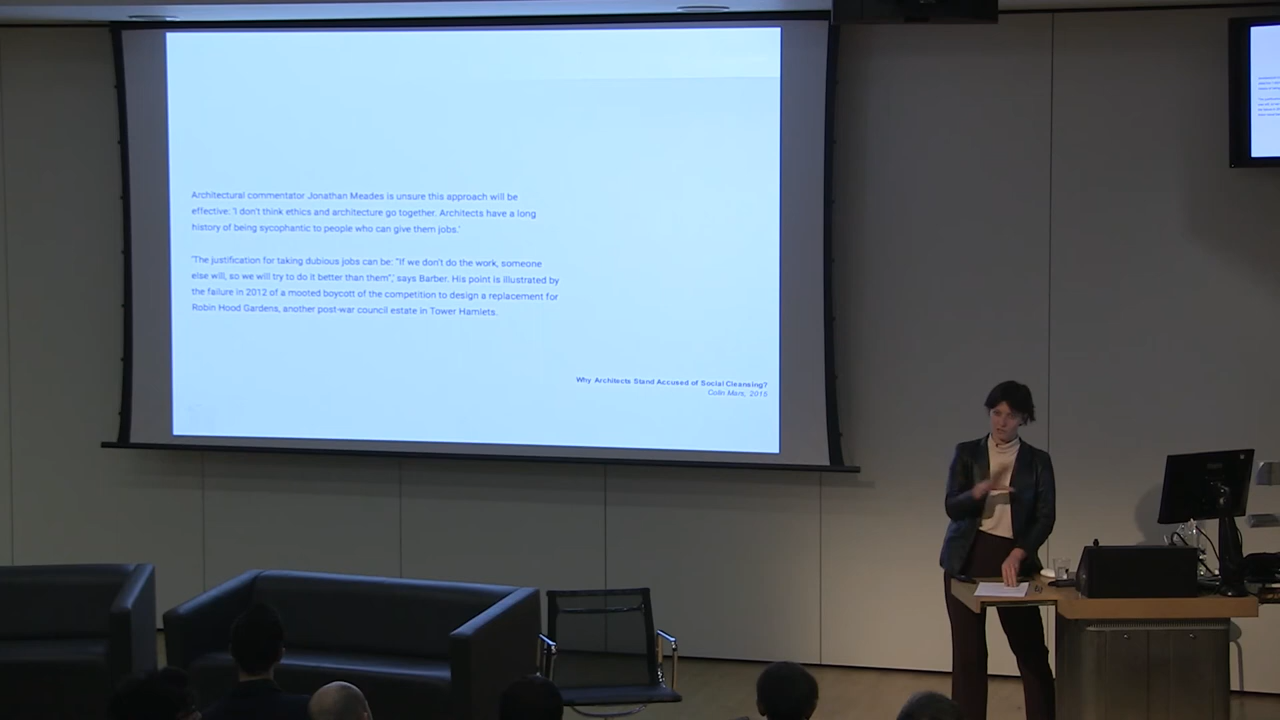 Architectural commentator Jonathan Meades is unsure this approach will be
effective: 'I don't think ethics and architecture go together. Architects have a long
history of being sycophantic to people who can give them jobs.'
'The justification for taking dubious jobs can be: "If we don't do the work, someone
else will, so we will try to do it better than them",' says Barber. His point is illustrated by
the failure in 2012 of a mooted boycott of the competition to design a replacement for
Robin Hood Gardens, another post-war council estate in Tower Hamlets.
Why Architects Stand Accused of Social Cleansing?
Colin Mars, 2015